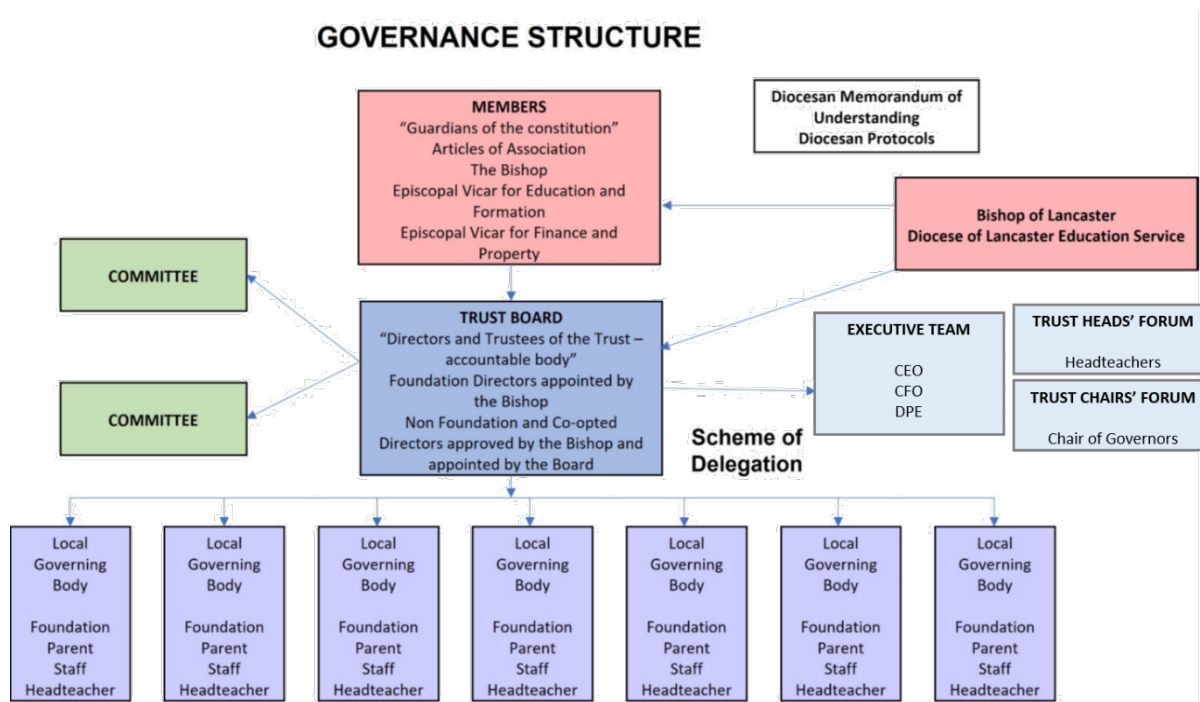 GOVERNANCE STRUCTURE
MEMBERS
“Guardians of the constitution”
Articles of Association
The Bishop
Episcopal Vicar for Education and
Formation
Episcopal Vicar for Finance and
Property
Diocesan Memorandum of
Understanding
Diocesan Protocols
Bishop of Lancaster
Diocese of Lancaster Education Service
COMMITTEE
COMMITTEE
TRUST BOARD
“Directors and Trustees of the Trust –
accountable body”
Foundation Directors appointed by
the Bishop
Non Foundation and Co-opted
Directors approved by the Bishop and
appointed by the Board
EXECUTIVE TEAM
CEO
CFO
DPE
TRUST HEADS’ FORUM
Headteachers
TRUST CHAIRS’ FORUM
Chair of Governors
Scheme of
Delegation
Local
Governing
Body
Foundation
Parent
Staff
Headteacher
Local
Governing
Body
Foundation
Parent
Staff
Headteacher
Local
Governing
Body
Foundation
Parent
Staff
Headteacher
Local
Governing
Body
Foundation
Parent
Staff
Headteacher
Local
Governing
Body
Foundation
Parent
Staff
Headteacher
Local
Governing
Body
Foundation
Parent
Staff
Headteacher
Local
Governing
Body
Foundation
Parent
Staff
Headteacher